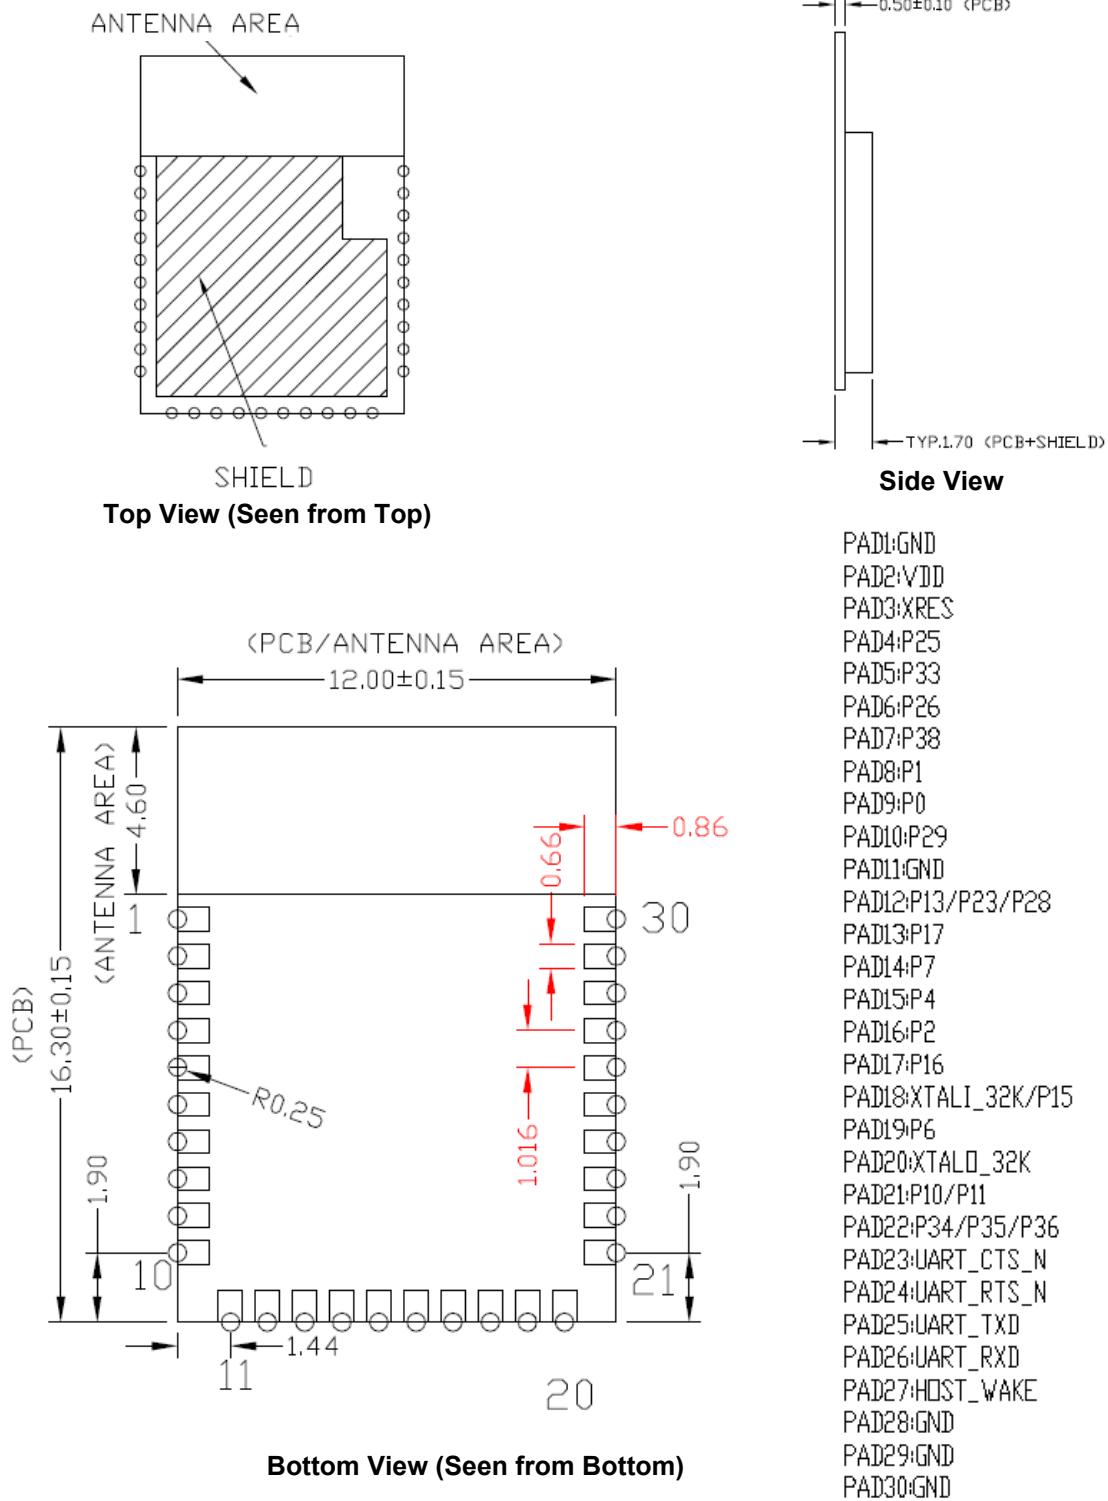 0.50±0.10 (PCB)
ANTENNA AREA
TYP.1.70 (PCB+SHIELD)
SHIELD
Side View
Top View (Seen from Top)
PAD1:GND
PAD2:VDD
PAD3:XRES
PAD4:P25
PAD5:P33
PAD6:P26
PAD7:P38
PAD8:P1
PAD9:P0
PAD10:P29
PAD11:GND
PAD12:P13/P23/P28
PAD13:P17
PAD14:P7
PAD15:P4
PAD16:P2
PAD17:P16
PAD18:XTALI_32K/P15
PAD19:P6
PAD20:XTALO_32K
PAD21:P10/P11
PAD22:P34/P35/P36
PAD23:UART_CTS_N
PAD24:UART_RTS_N
PAD25:UART_TXD
PAD26:UART_RXD
PAD27:HOST_WAKE
PAD28:GND
PAD29:GND
PAD30:GND
(PCB/ANTENNA AREA)
12.00±0.15
(ANTENNA AREA)
4.60
0.86
0.66
1
30
(PCB)
16.30±0.15
R0.25
1.016
1.90
1.90
10
21
1.44
11
20
Bottom View (Seen from Bottom)